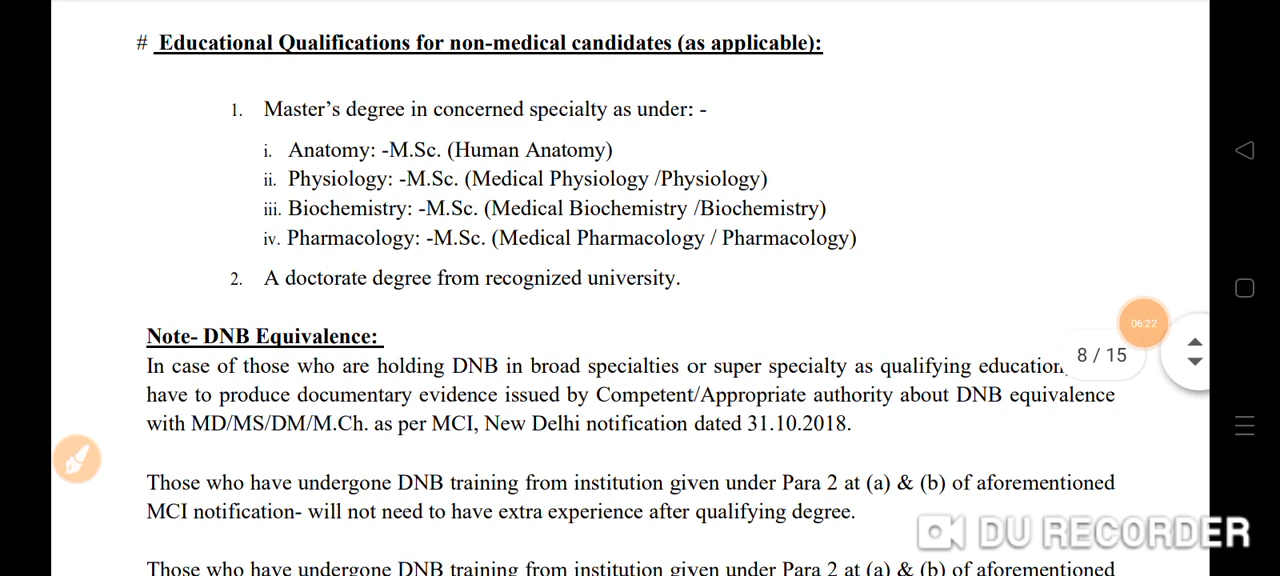 # Educational Qualifications for non-medical candidates (as applicable):
1. Master’s degree in concerned specialty as under: -
i. Anatomy: -M.Sc. (Human Anatomy)
ii. Physiology: -M.Sc. (Medical Physiology /Physiology)
iii. Biochemistry: -M.Sc. (Medical Biochemistry /Biochemistry)
iv. Pharmacology: -M.Sc. (Medical Pharmacology / Pharmacology)
2. A doctorate degree from recognized university.
06:22
Note- DNB Equivalence:
8 / 15
In case of those who are holding DNB in broad specialties or super specialty as qualifying education,
have to produce documentary evidence issued by Competent/Appropriate authority about DNB equivalence
with MD/MS/DM/M.Ch. as per MCI, New Delhi notification dated 31.10.2018.
Those who have undergone DNB training from institution given under Para 2 at (a) & (b) of aforementioned
MCI notification- will not need to have extra experience after qualifying degree.
DU RECORDER
Those who have undergone DNB training from institution given under Para 2 at (a) & (b) of aforementioned